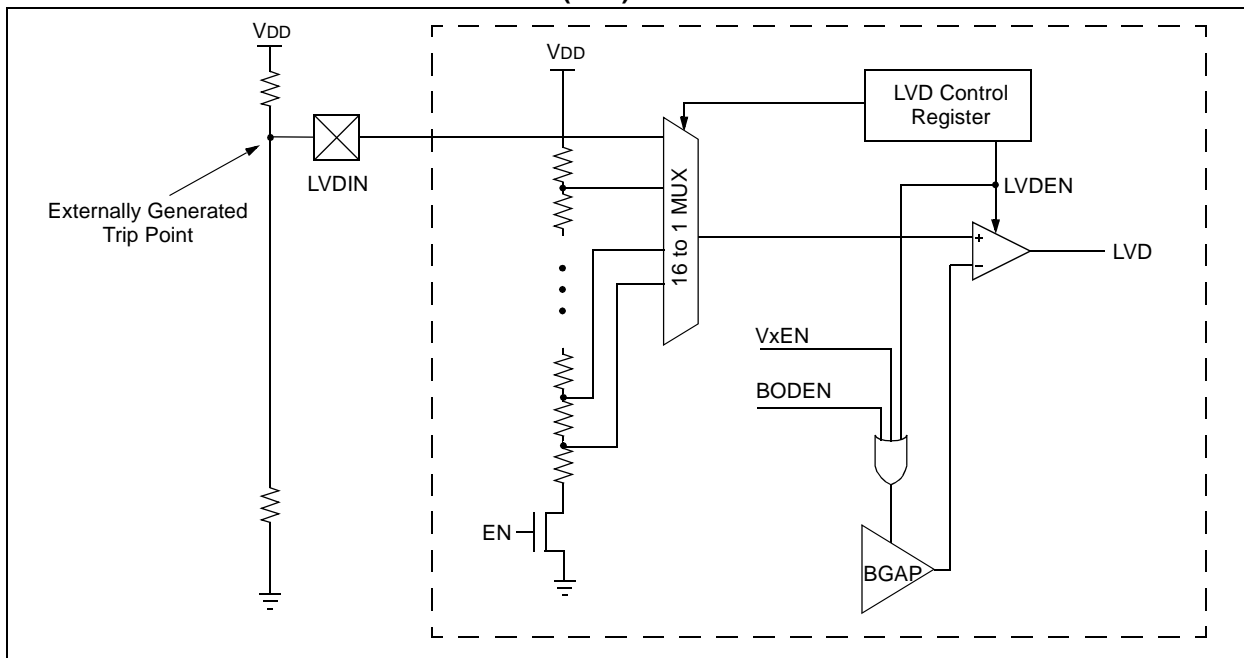 VDD
VDD
LVD Control
Register
LVDIN
LVDEN
Externally Generated
Trip Point
16 to 1 MUX
+
–
LVD
VxEN
BODEN
EN
BGAP